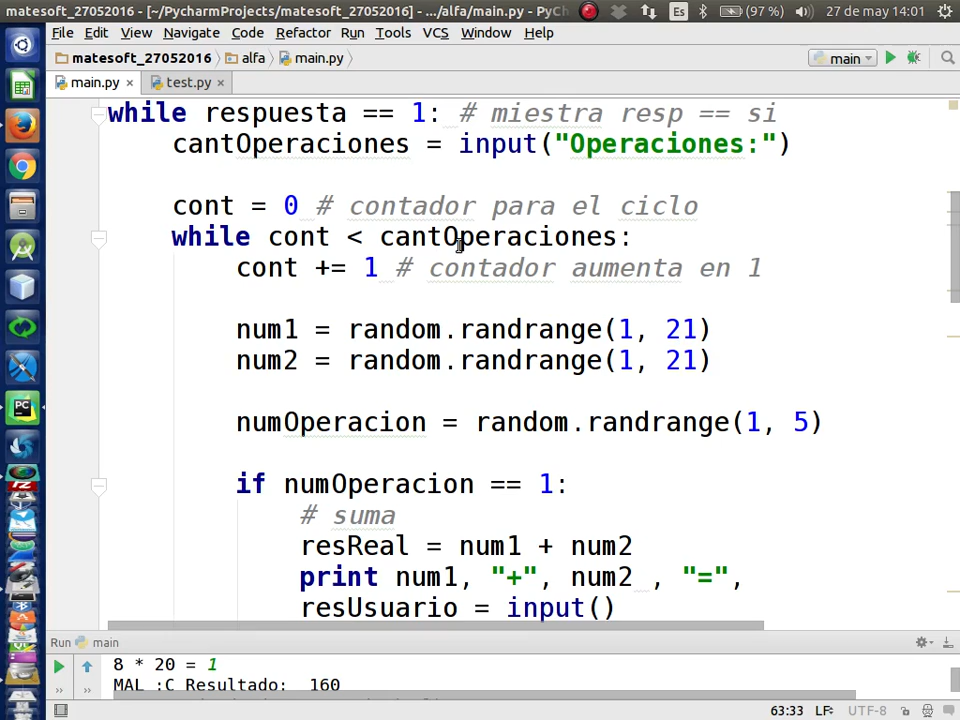 matesoft_27052016 - [~/PycharmProjects/matesoft_27052016] - .../alfa/main.py - PyCh
Es (97 %) 27 de may 14:01
File Edit View Navigate Code Refactor Run Tools VCS Window Help
matesoft_27052016 alfa main.py main
main.py × test.py ×
while respuesta == 1: # miestra resp == si
cantOperaciones = input("Operaciones:")
cont = 0 # contador para el ciclo
while cont < cantOperaciones:
cont += 1 # contador aumenta en 1
num1 = random.randrange(1, 21)
num2 = random.randrange(1, 21)
numOperacion = random.randrange(1, 5)
if numOperacion == 1:
# suma
resReal = num1 + num2
print num1, "+", num2 , "=",
resUsuario = input()
Run main
8 * 20 = 1
MAL :C Resultado:  160
63:33 LF÷ UTF-8